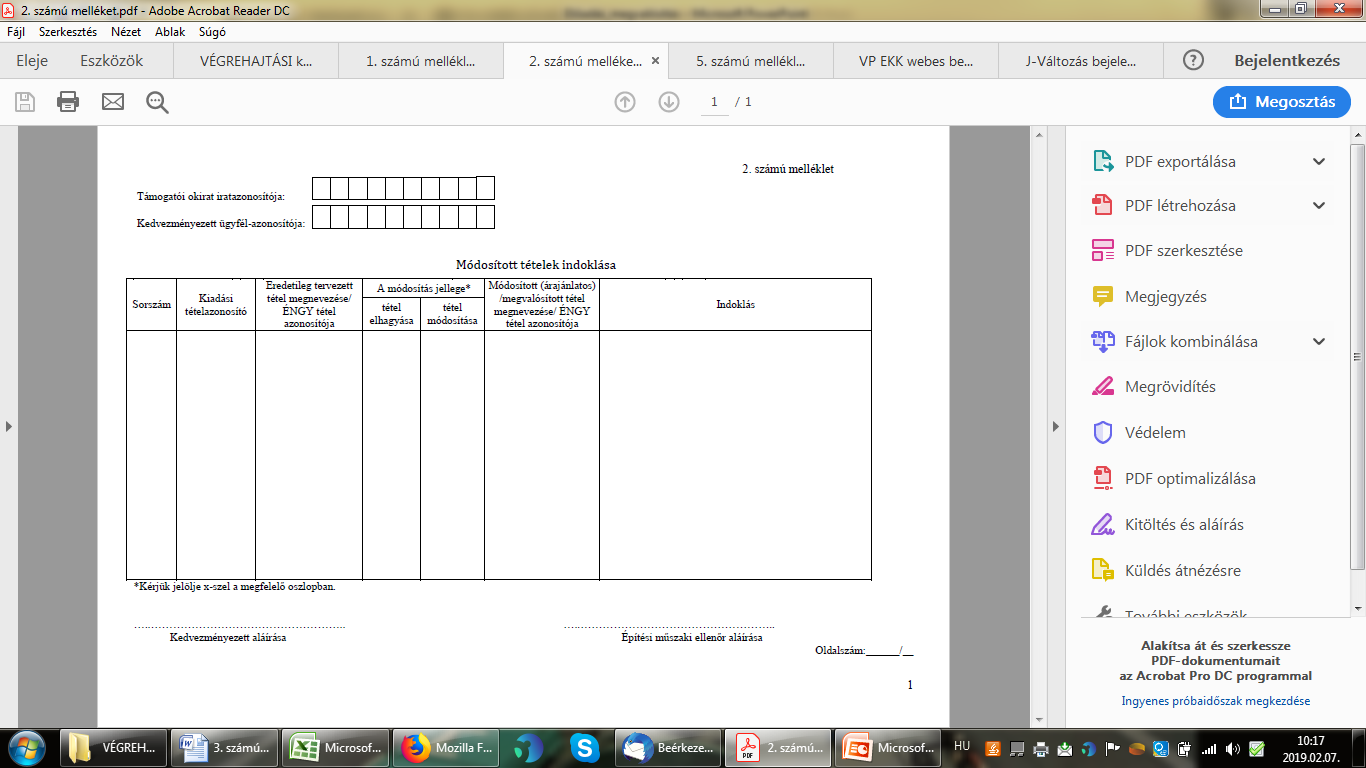 2. számú melléket.pdf - Adobe Acrobat Reader DC
Fájl Szerkesztés Nézet Ablak Súgó
Eleje Eszközök VÉGREHAJTÁSI k... 1. számú mellékl... 2. számú melléke... × 5. számú mellékl... VP EKK webes be... J-Változás bejele... Bejelentkezés
1 / 1 Megosztás
2. számú melléklet
Támogatói okirat iratazonosítója:
Kedvezményezett ügyfél-azonosítója:
Módosított tételek indoklása
Sorszám
Kiadási
tételazonosító
Eredetileg tervezett
tétel megnevezése/
ÉNGY tétel
azonosítója
A módosítás jellege*
tétel
elhagyása
tétel
módosítása
Módosított (árajánlatos)
/megvalósított tétel
megnevezése/ ÉNGY
tétel azonosítója
Indoklás
*Kérjük jelölje x-szel a megfelelő oszlopban.
Kedvezményezett aláírása
Építési műszaki ellenőr aláírása
Oldalszám:______/__
1
PDF exportálása
PDF létrehozása
PDF szerkesztése
Megjegyzés
Fájlok kombinálása
Megrövidítés
Védelem
PDF optimalizálása
Kitöltés és aláírás
Küldés átnézésre
További eszközök
Alakítsa át és szerkessze
PDF-dokumentumait
az Acrobat Pro DC programmal
Ingyenes próbaidőszak megkezdése
VÉGREH... 3. számú... Microsof... Mozilla F... Beérkeze... 2. számú... Microsof... HU
10:17
2019.02.07.